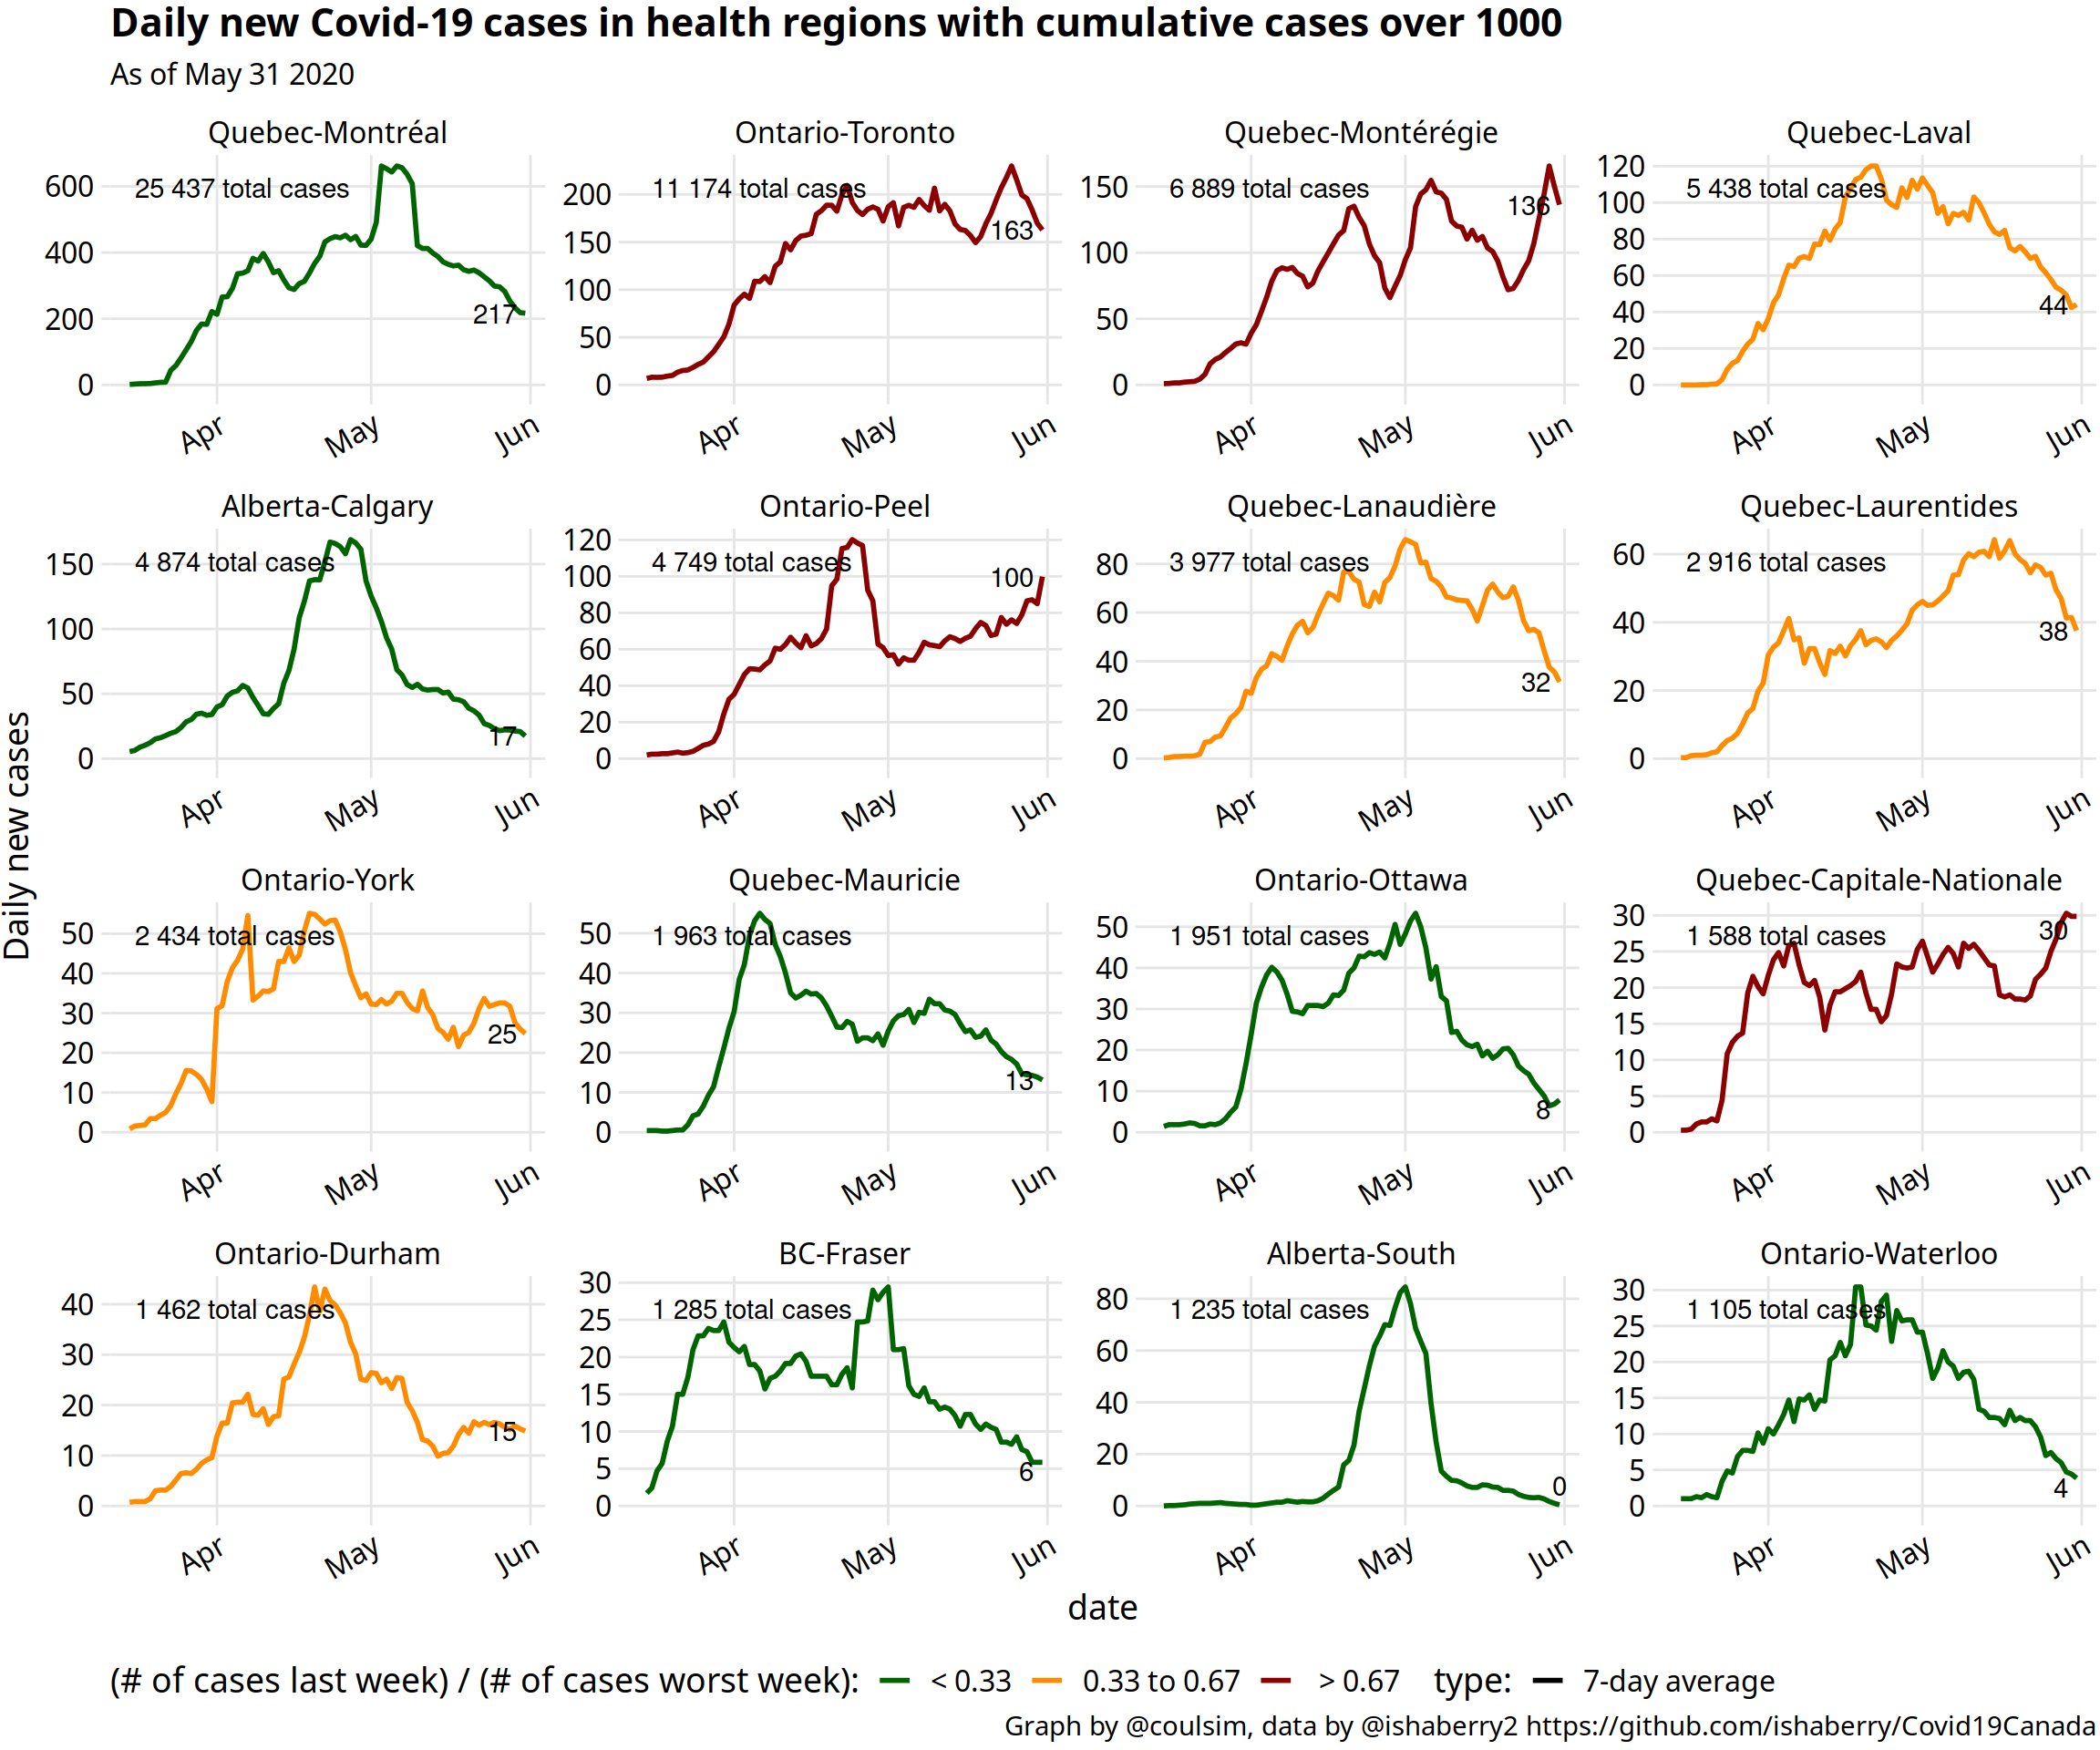 Daily new Covid-19 cases in health regions with cumulative cases over 1000
As of May 31 2020
Quebec-Montréal
25 437 total cases
217
0
200
400
600
Apr
May
Jun
Ontario-Toronto
11 174 total cases
163
0
50
100
150
200
Apr
May
Jun
Quebec-Montérégie
6 889 total cases
136
0
50
100
150
Apr
May
Jun
Quebec-Laval
5 438 total cases
44
0
20
40
60
80
100
120
Apr
May
Jun
Alberta-Calgary
4 874 total cases
17
0
50
100
150
Apr
May
Jun
Ontario-Peel
4 749 total cases
100
0
20
40
60
80
100
120
Apr
May
Jun
Quebec-Lanaudière
3 977 total cases
32
0
20
40
60
80
Apr
May
Jun
Quebec-Laurentides
2 916 total cases
38
0
20
40
60
Apr
May
Jun
Daily new cases
Ontario-York
2 434 total cases
25
0
10
20
30
40
50
Apr
May
Jun
Quebec-Mauricie
1 963 total cases
13
0
10
20
30
40
50
Apr
May
Jun
Ontario-Ottawa
1 951 total cases
8
0
10
20
30
40
50
Apr
May
Jun
Quebec-Capitale-Nationale
1 588 total cases
30
0
5
10
15
20
25
30
Apr
May
Jun
Ontario-Durham
1 462 total cases
15
0
10
20
30
40
Apr
May
Jun
BC-Fraser
1 285 total cases
6
0
5
10
15
20
25
30
Apr
May
Jun
Alberta-South
1 235 total cases
0
0
20
40
60
80
Apr
May
Jun
Ontario-Waterloo
1 105 total cases
4
0
5
10
15
20
25
30
Apr
May
Jun
date
(# of cases last week) / (# of cases worst week): < 0.33 0.33 to 0.67 > 0.67 type: 7-day average
Graph by @coulsim, data by @ishaberry2 https://github.com/ishaberry/Covid19Canada